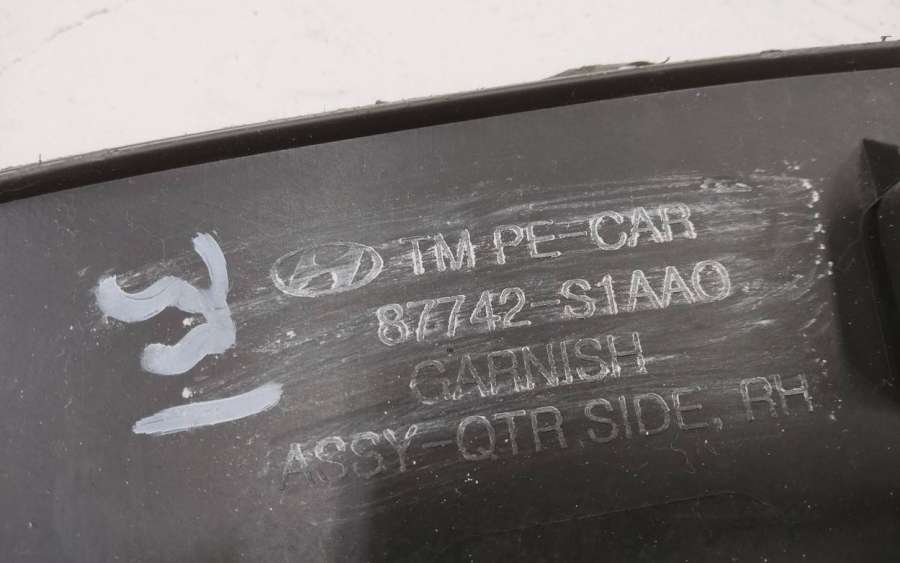 TM PE-CAR
87742-S1AA0
GARNISH
ASSY-QTR SIDE, RH